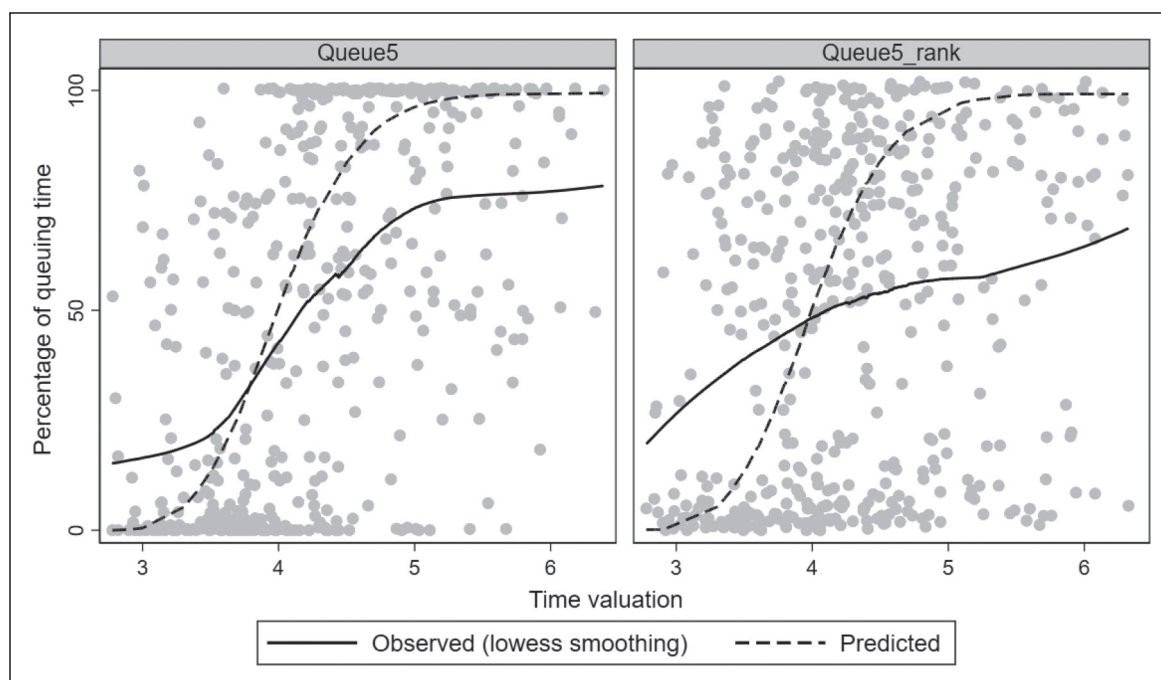 Queue5
Queue5_rank
Percentage of queuing time
100
50
0
3 4 5 6
3 4 5 6
Time valuation
Observed (lowess smoothing)
Predicted